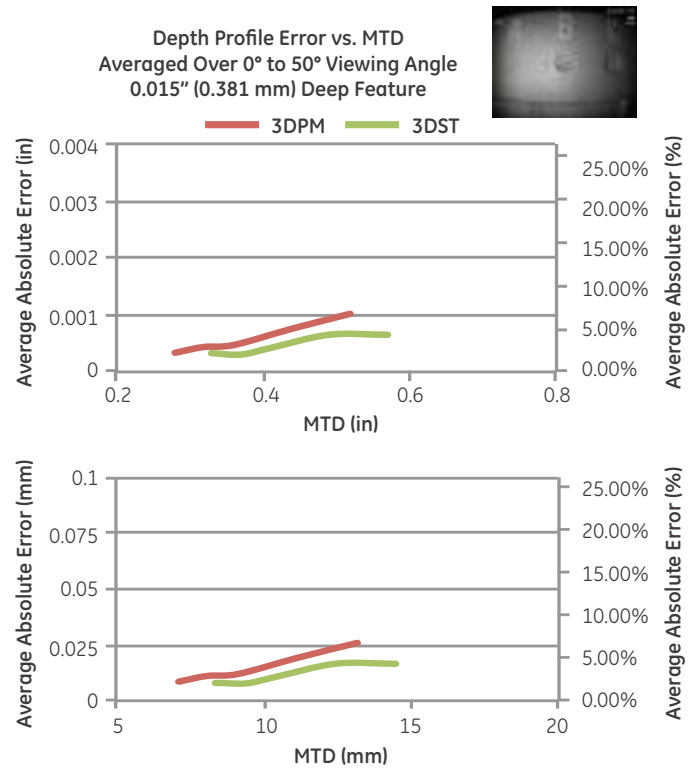 Depth Profile Error vs. MTD
Averaged Over 0° to 50° Viewing Angle
0.015” (0.381 mm) Deep Feature
3DPM 3DST
Average Absolute Error (in)
0.004
0.003
0.002
0.001
0
25.00%
20.00%
15.00%
10.00%
5.00%
0.00%
Average Absolute Error (%)
0.2 0.4 0.6 0.8
MTD (in)
Average Absolute Error (mm)
0.1
0.075
0.05
0.025
0
25.00%
20.00%
15.00%
10.00%
5.00%
0.00%
Average Absolute Error (%)
5 10 15 20
MTD (mm)